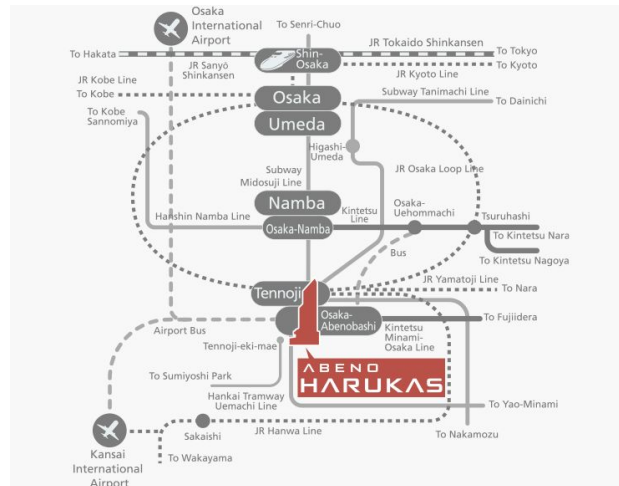 Osaka
International
Airport
To Senri-Chuo
To Hakata
JR Sanyō
Shinkansen
Shin-
Osaka
JR Tokaido Shinkansen
To Tokyo
To Kyoto
JR Kyoto Line
JR Kobe Line
To Kobe
Osaka
Umeda
Subway Tanimachi Line
To Dainichi
To Kobe
Sannomiya
Higashi-
Umeda
Subway
Midosuji Line
JR Osaka Loop Line
Namba
Osaka-Namba
Hanshin Namba Line
Kintetsu
Line
Osaka-
Uehommachi
Tsuruhashi
To Kintetsu Nara
To Kintetsu Nagoya
Bus
Tennoji
JR Yamatoji Line
To Nara
Osaka-
Abenobashi
To Fujiidera
Kintetsu
Minami-
Osaka Line
Airport Bus
Tennoji-eki-mae
ABENO
HARUKAS
To Sumiyoshi Park
Hankai Tramway
Uemachi Line
To Yao-Minami
To Nakamozu
Sakaishi
JR Hanwa Line
To Wakayama
Kansai
International
Airport